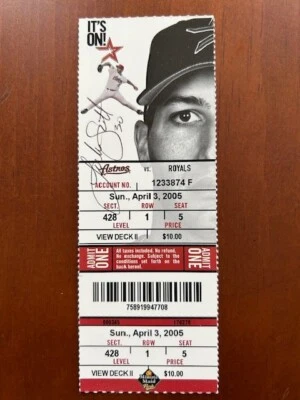 IT'S
ON!
Astros VS. ROYALS
ACCOUNT NO. 1233874 F
Sun., April 3, 2005
SECT. ROW SEAT
428 1 5
LEVEL PRICE
VIEW DECK II $10.00
ADMIT ONE
All taxes included. No refund.
No exchange. Subject to the
conditions set forth on the
back hereof.
ADMIT ONE
758919947708
Sun., April 3, 2005
SECT. ROW SEAT
428 1 5
LEVEL PRICE
VIEW DECK II $10.00
Minute
Maid
Park